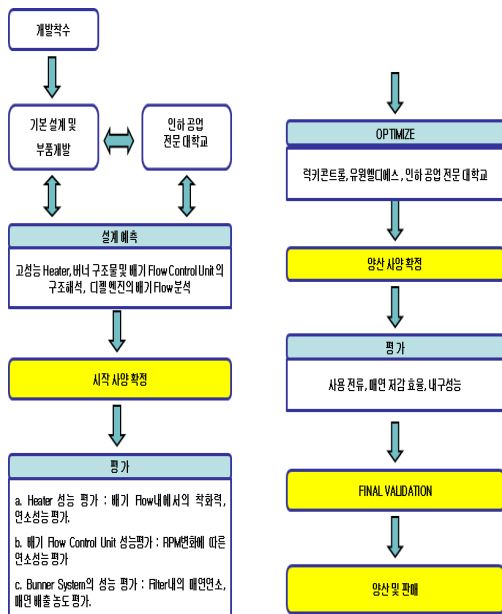 개발착수
기본 설계 및
부품개발
인하 공업
전문 대학교
설계 예측
고성능 Heater, 버너 구조물 및 배기 Flow Control Unit 의
구조해석, 디젤 엔진의 배기 Flow 분석
시작 사양 확정
평 가
a. Heater 성능 평가 : 배기 Flow내에서의 착화력,
연소성능 평가.
b. 배기 Flow Control Unit 성능평가 : RPM변화에 따른
연소성능 평가
c. Bunner System의 성능 평가 : Filter내의 매연연소,
매연 배출 농도 평가.
OPTIMIZE
럭키콘트롤, 유원엘디에스, 인하 공업 전문 대학교
양산 사양 확정
평 가
사용 전류, 매연 저감 효율, 내구성능
FINAL VALIDATION
양산 및 판매